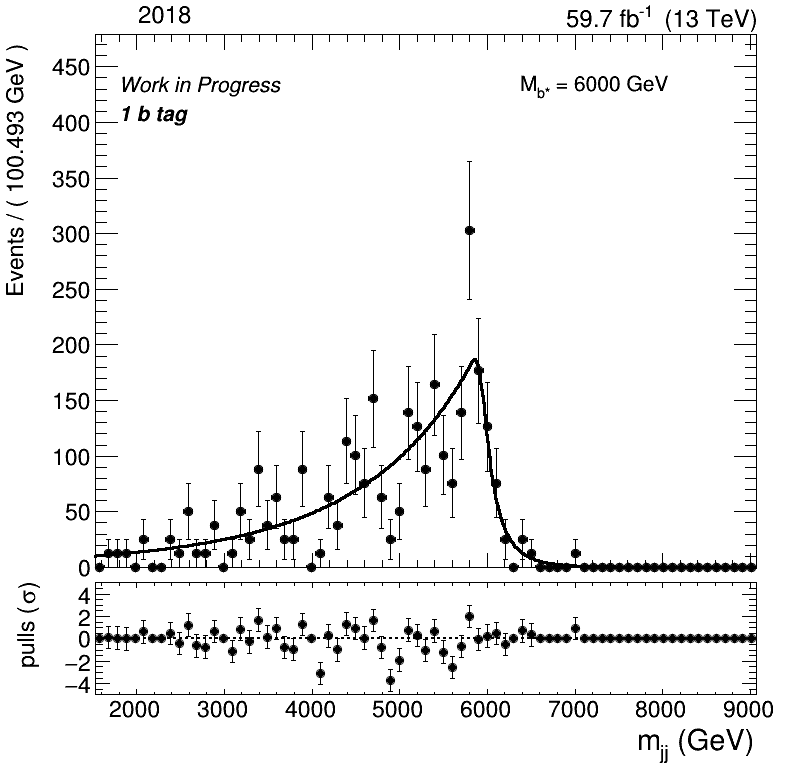 2018 59.7 fb⁻¹ (13 TeV)
Events / ( 100.493 GeV )
450
400
350
300
250
200
150
100
50
0
Work in Progress
1 b tag
M_b* = 6000 GeV
pulls (σ)
4
2
0
−2
−4
2000 3000 4000 5000 6000 7000 8000 9000
m_jj (GeV)